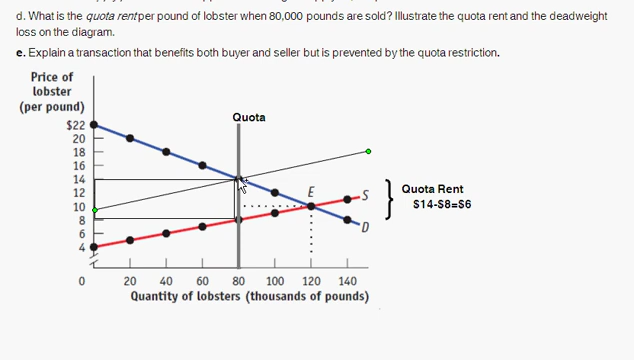 d. What is the quota rent per pound of lobster when 80,000 pounds are sold? Illustrate the quota rent and the deadweight
loss on the diagram.
e. Explain a transaction that benefits both buyer and seller but is prevented by the quota restriction.
Price of
lobster
(per pound)
Quota
$22
20
18
16
14
12
10
8
6
4
E
S
D
Quota Rent
$14-$8=$6
0 20 40 60 80 100 120 140
Quantity of lobsters (thousands of pounds)